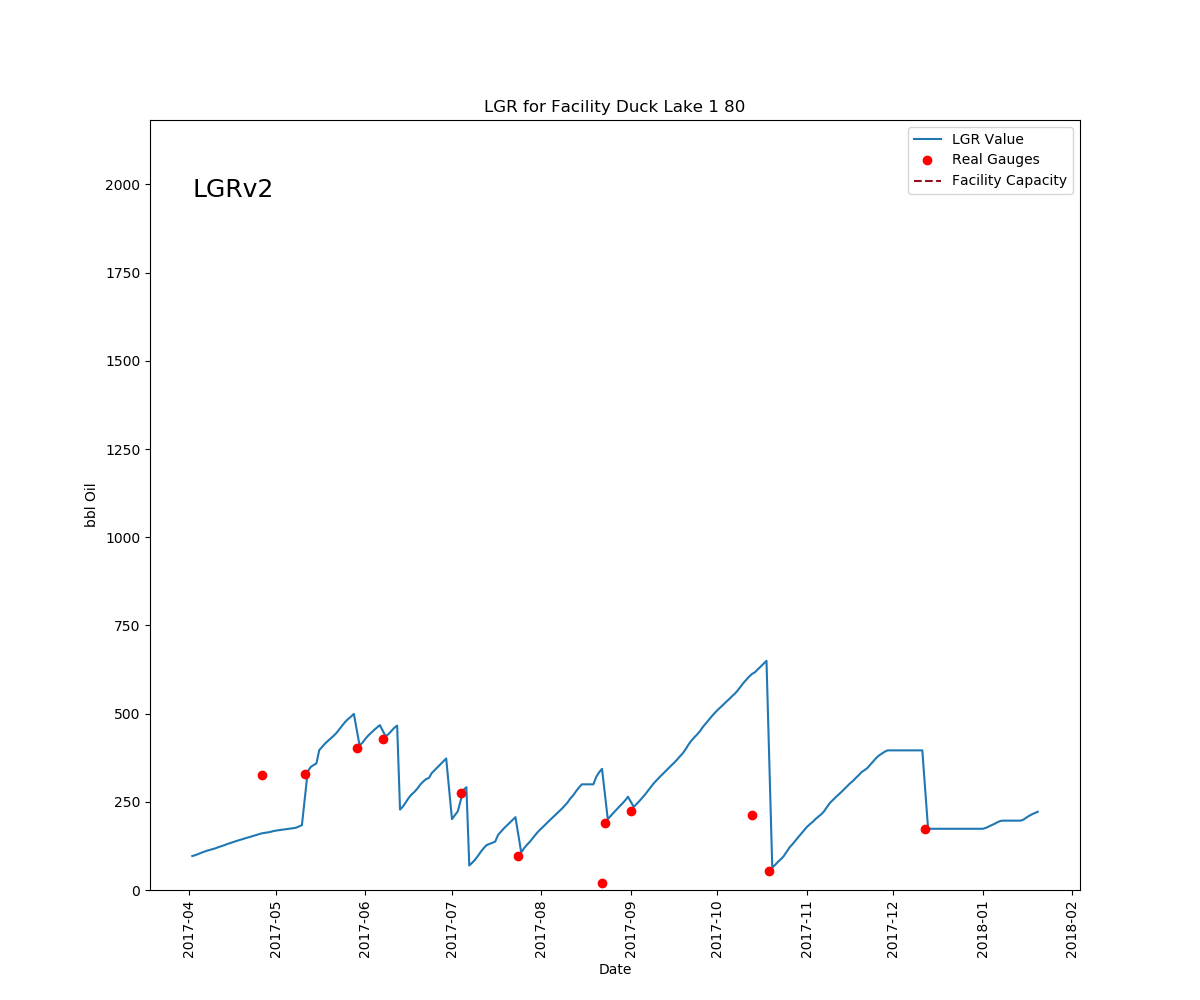 LGR for Facility Duck Lake 1 80
LGR Value
Real Gauges
Facility Capacity
LGRv2
2000
1750
1500
1250
1000
750
500
250
0
bbl Oil
2017-04
2017-05
2017-06
2017-07
2017-08
2017-09
2017-10
2017-11
2017-12
2018-01
2018-02
Date